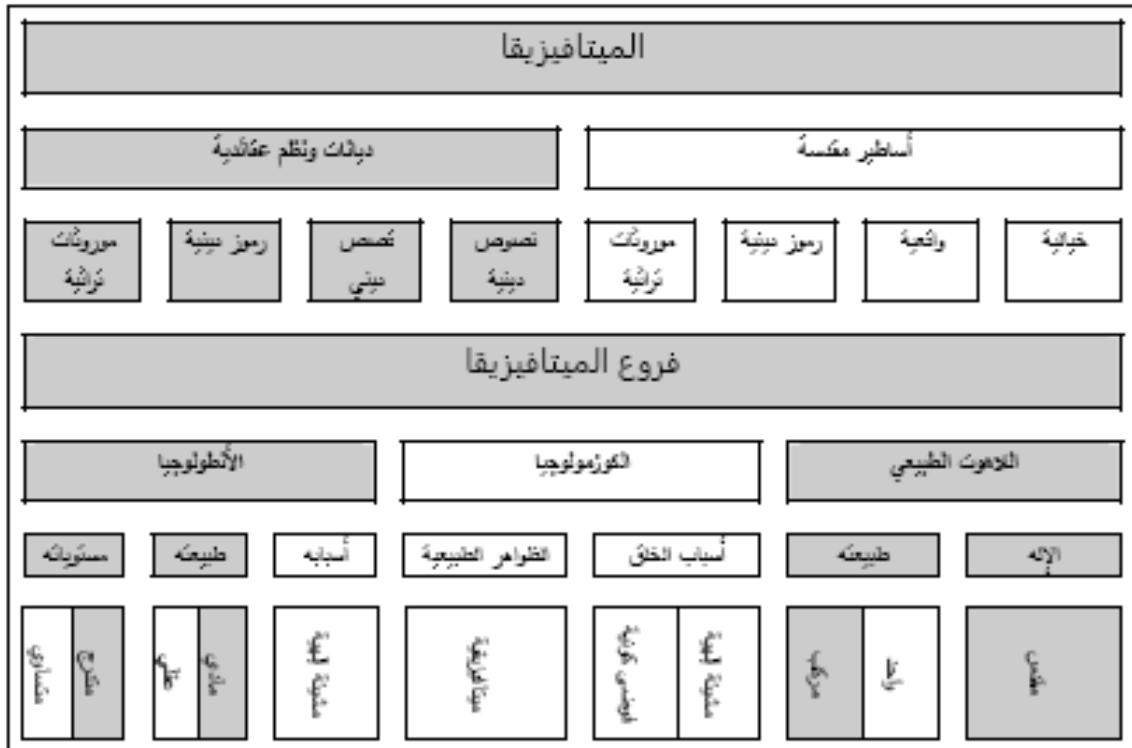 الميتافيزيقا
أساطير مقدسة
ديانات ونظم عقائدية
خيالية
واقعية
رموز دينية
موروثات
تراثية
نصوص
دينية
قصص
ديني
رموز دينية
موروثات
تراثية
فروع الميتافيزيقا
اللاهوت الطبيعي
الكوزمولوجيا
الأنطولوجيا
الإله
طبيعته
أسباب الخلق
الظواهر الطبيعية
أسبابه
طبيعته
مستوياته
مقدس
واحد
مركب
مشيئة إلهية
فوضى كونية
ميتافيزيقية
مشيئة إلهية
مادي
عقلي
متدرج
متساوي